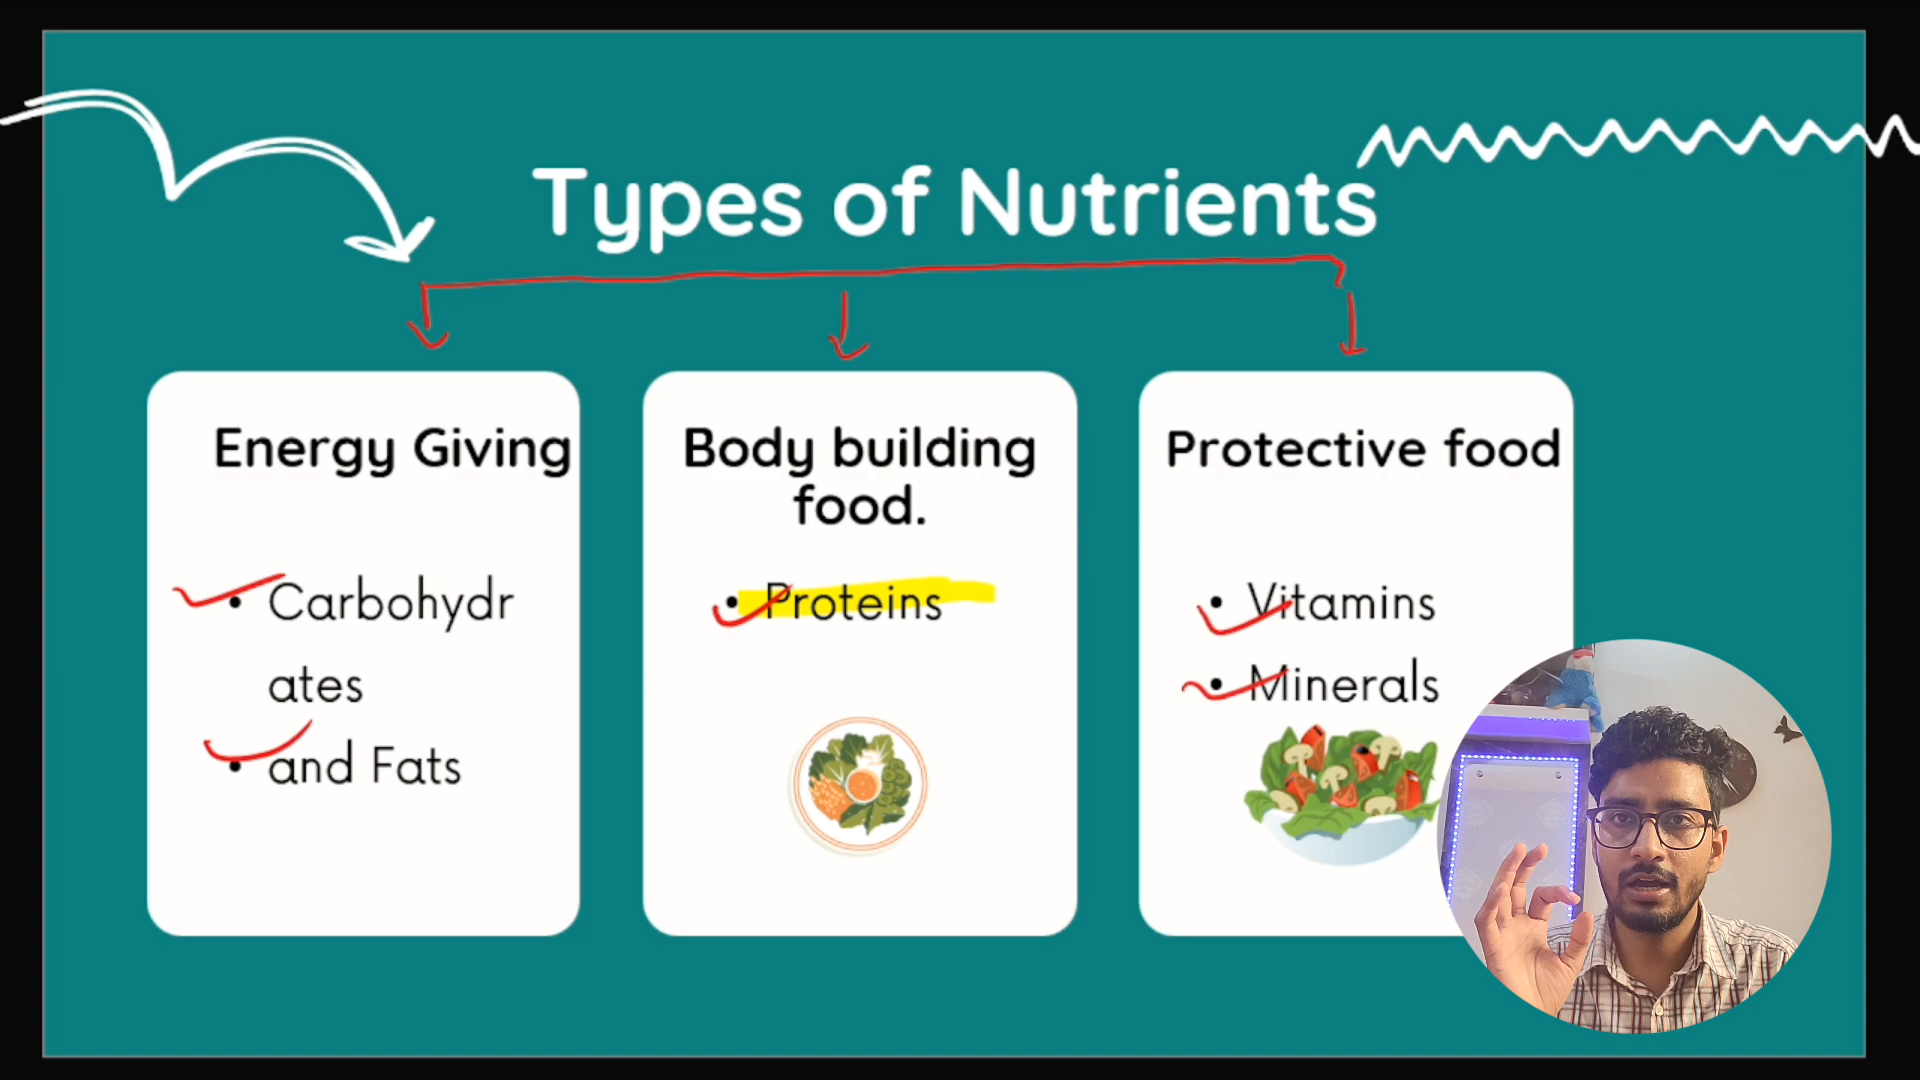 Types of Nutrients
Energy Giving
• Carbohydr
ates
• and Fats
Body building
food.
• Proteins
Protective food
• Vitamins
• Minerals